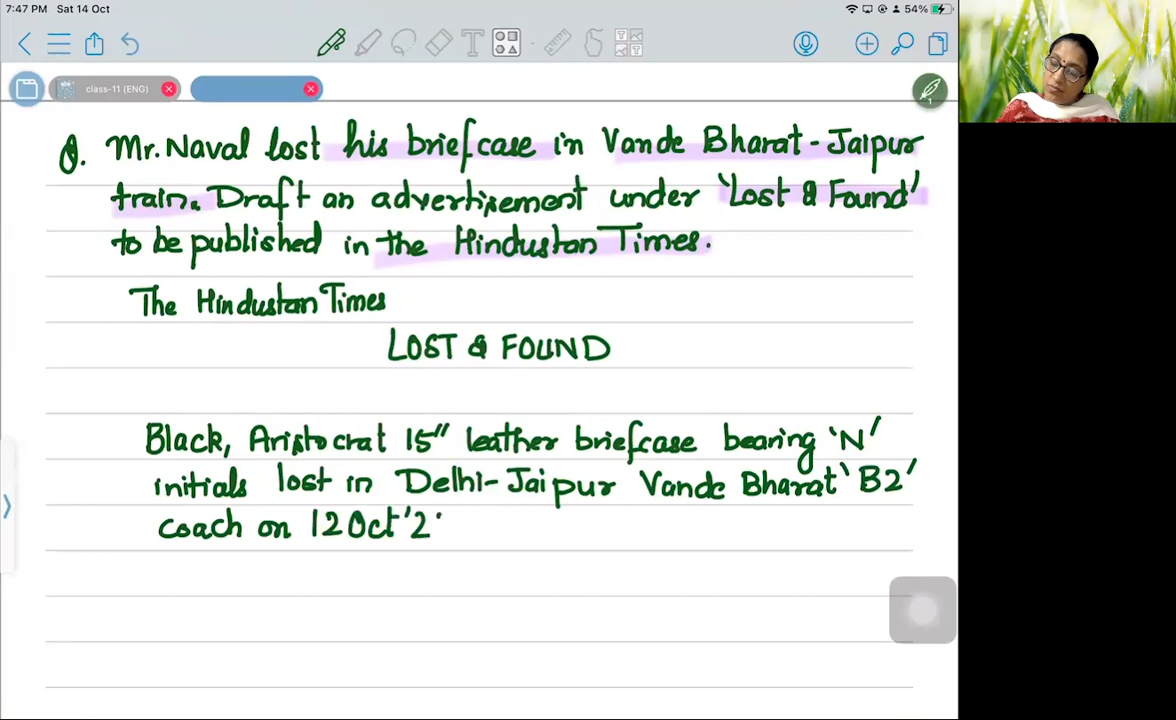 7:47 PM Sat 14 Oct
54%
class-11 (ENG)
Q. Mr. Naval lost his briefcase in Vande Bharat-Jaipur
train. Draft an advertisement under 'Lost & Found'
to be published in the Hindustan Times.
The Hindustan Times
LOST & FOUND
Black, Aristocrat 15" leather briefcase bearing 'N'
initials lost in Delhi-Jaipur Vande Bharat 'B2'
coach on 12 Oct '2